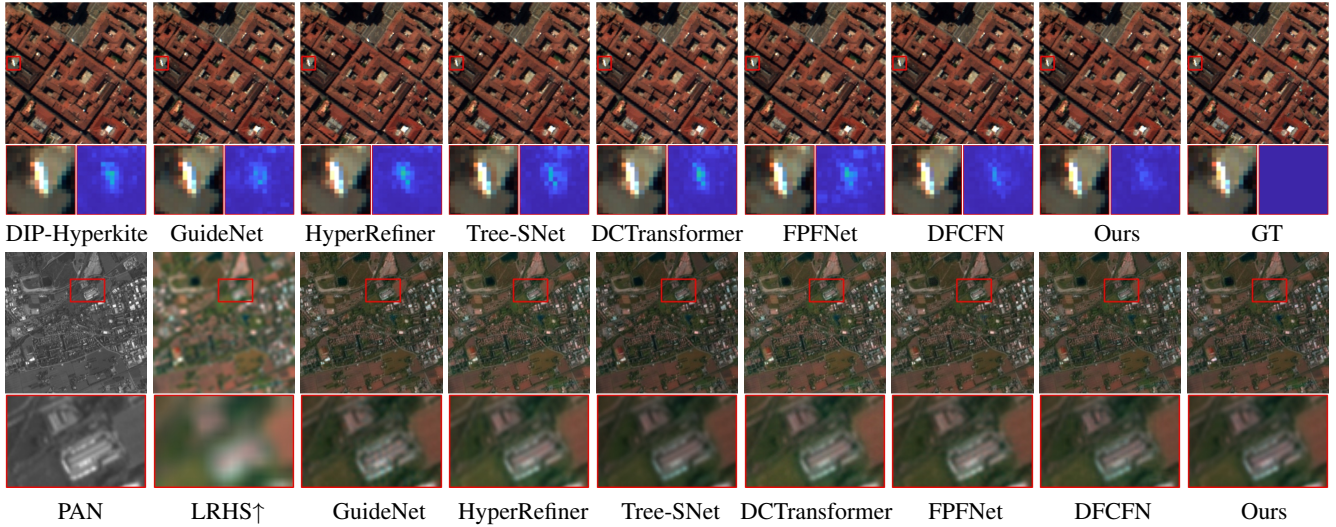 DIP-Hyperkite GuideNet HyperRefiner Tree-SNet DCTransformer FPFNet DFCFN Ours GT
PAN LRHS↑ GuideNet HyperRefiner Tree-SNet DCTransformer FPFNet DFCFN Ours